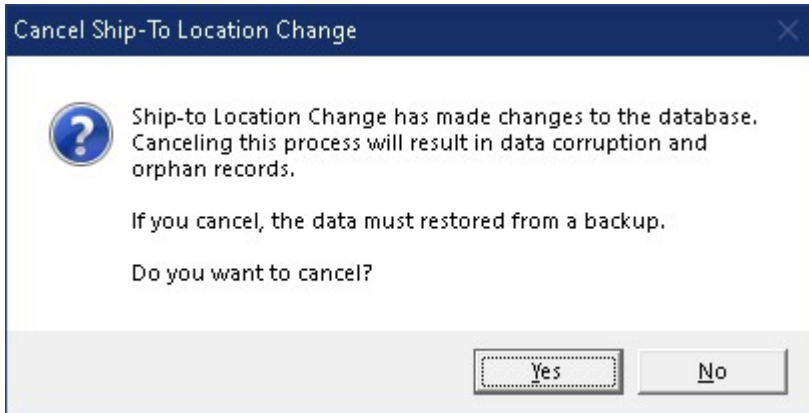 Cancel Ship-To Location Change
Ship-to Location Change has made changes to the database.
Canceling this process will result in data corruption and
orphan records.
If you cancel, the data must restored from a backup.
Do you want to cancel?
Yes
No